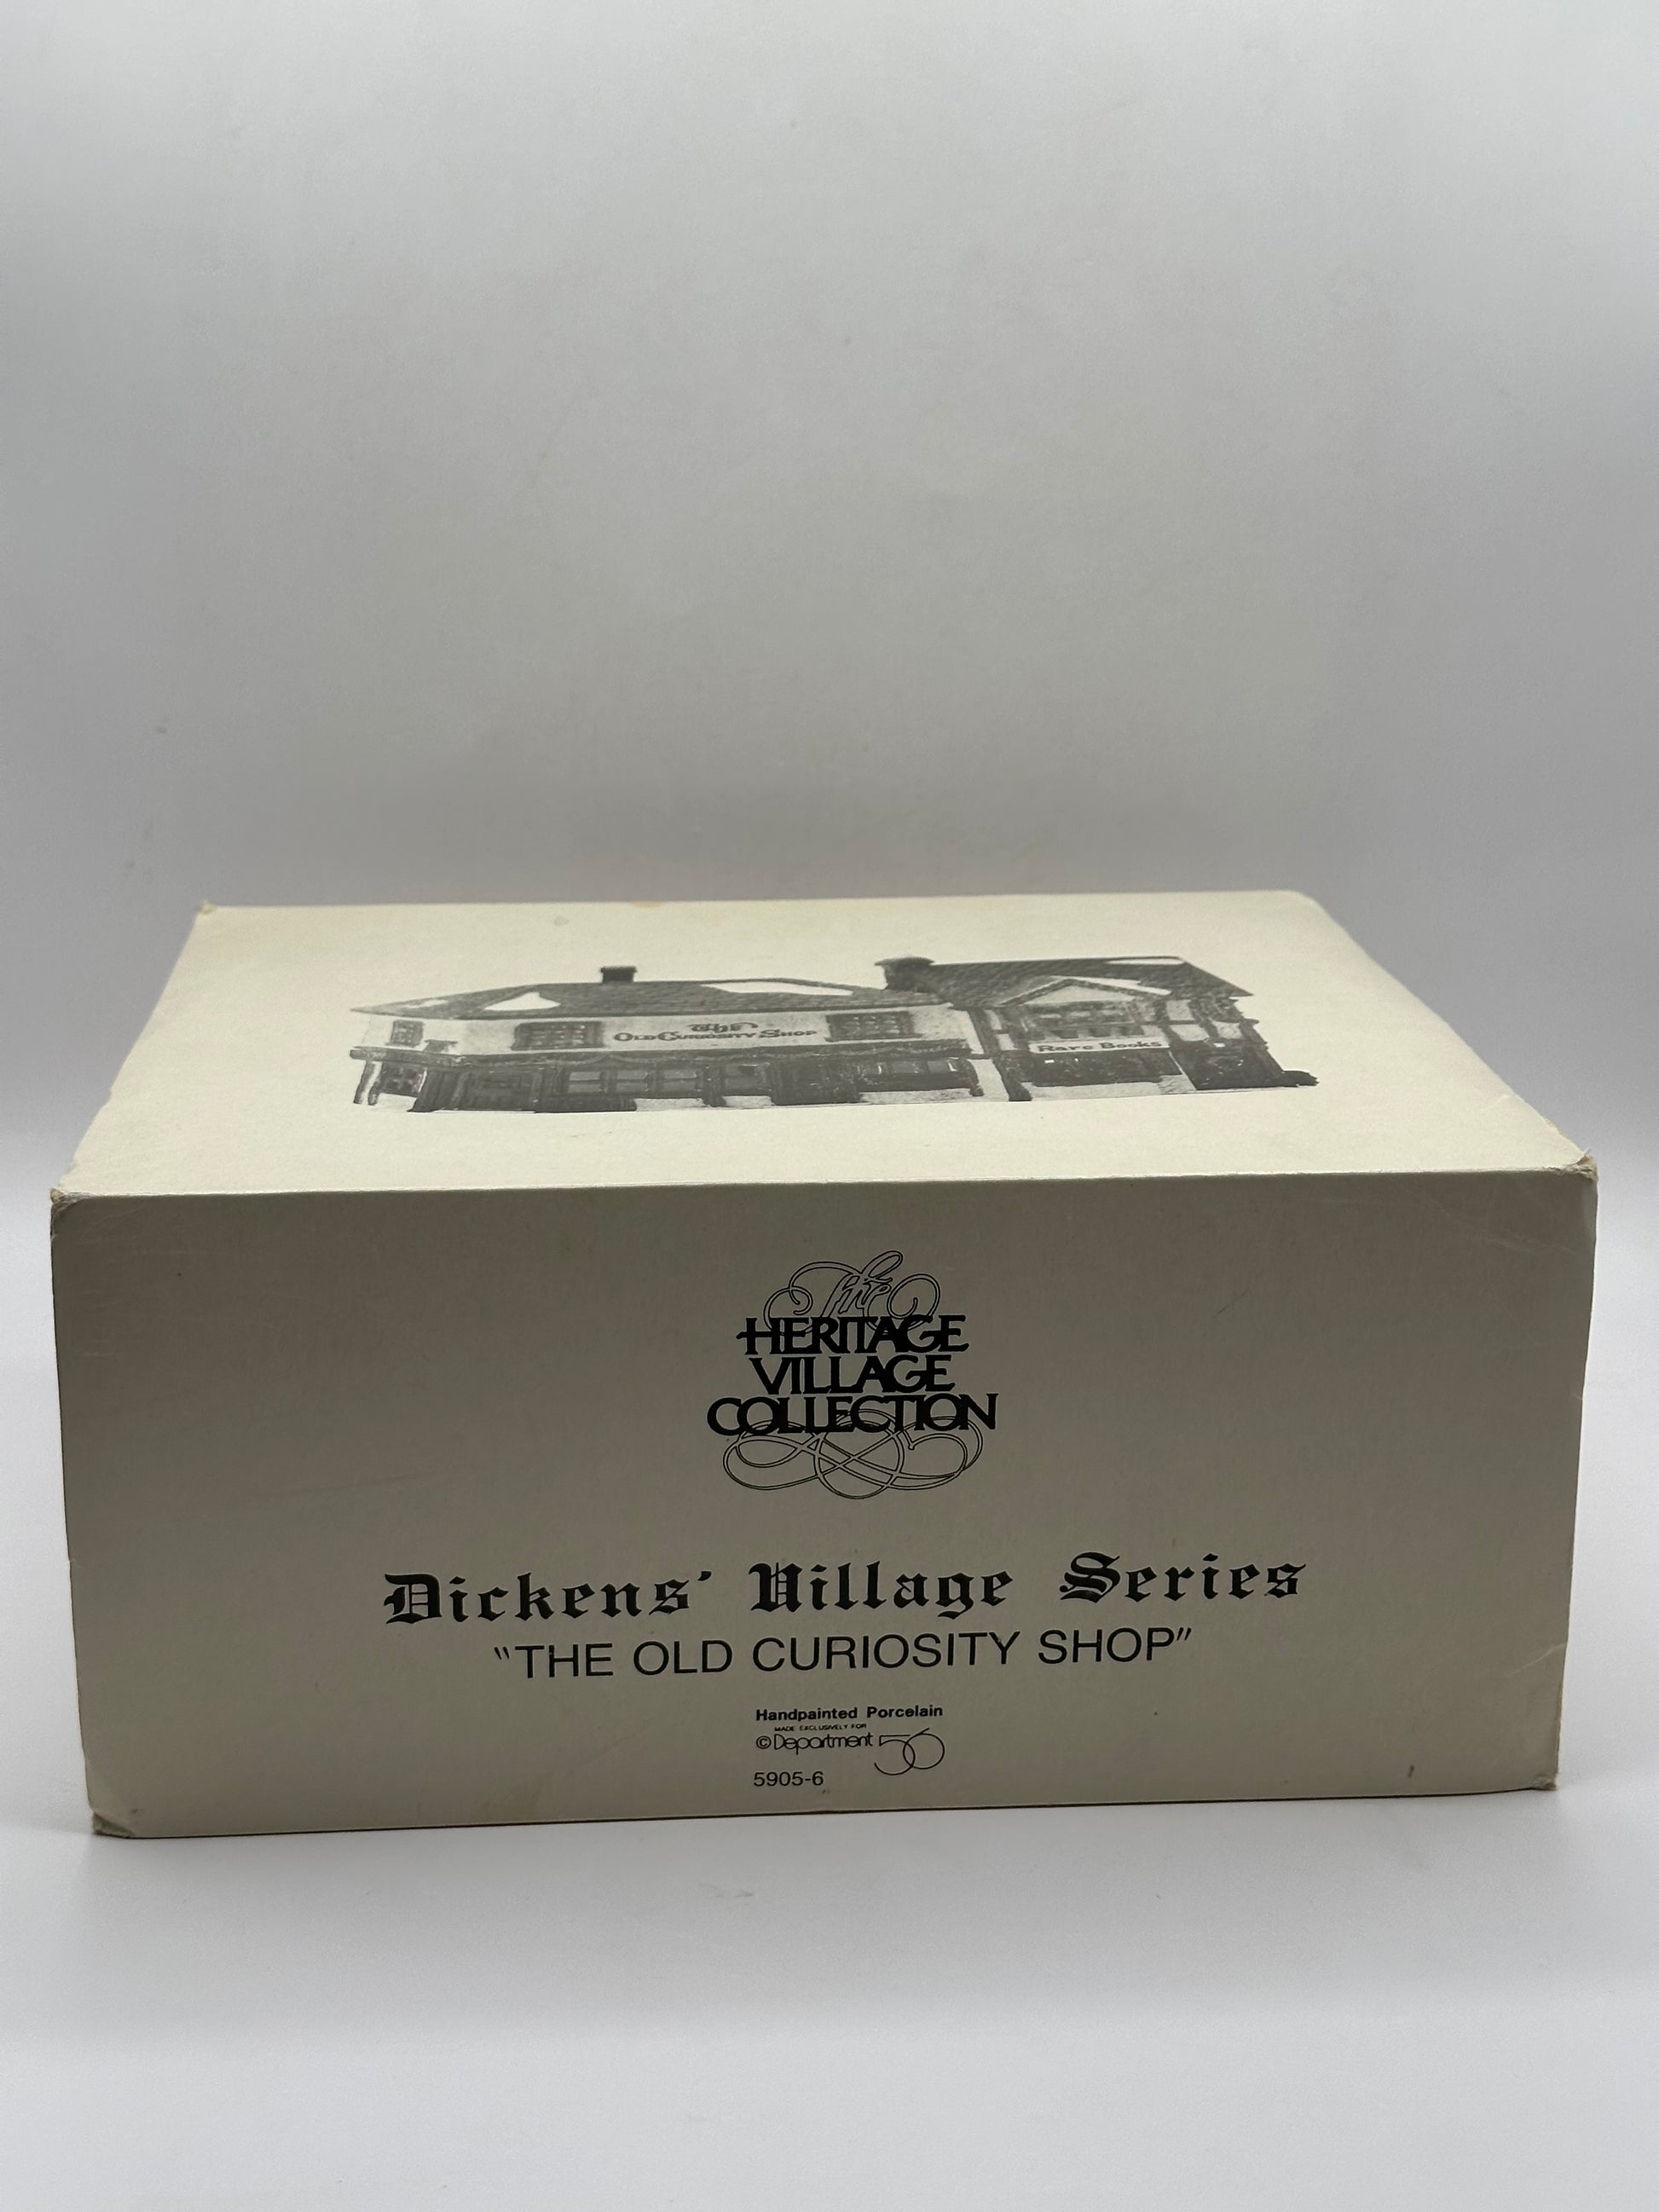 The
OLD CURIOSITY SHOP
Rare Books
The
HERITAGE
VILLAGE
COLLECTION
Dickens' Village Series
"THE OLD CURIOSITY SHOP"
Handpainted Porcelain
MADE EXCLUSIVELY FOR
© Department 56
5905-6